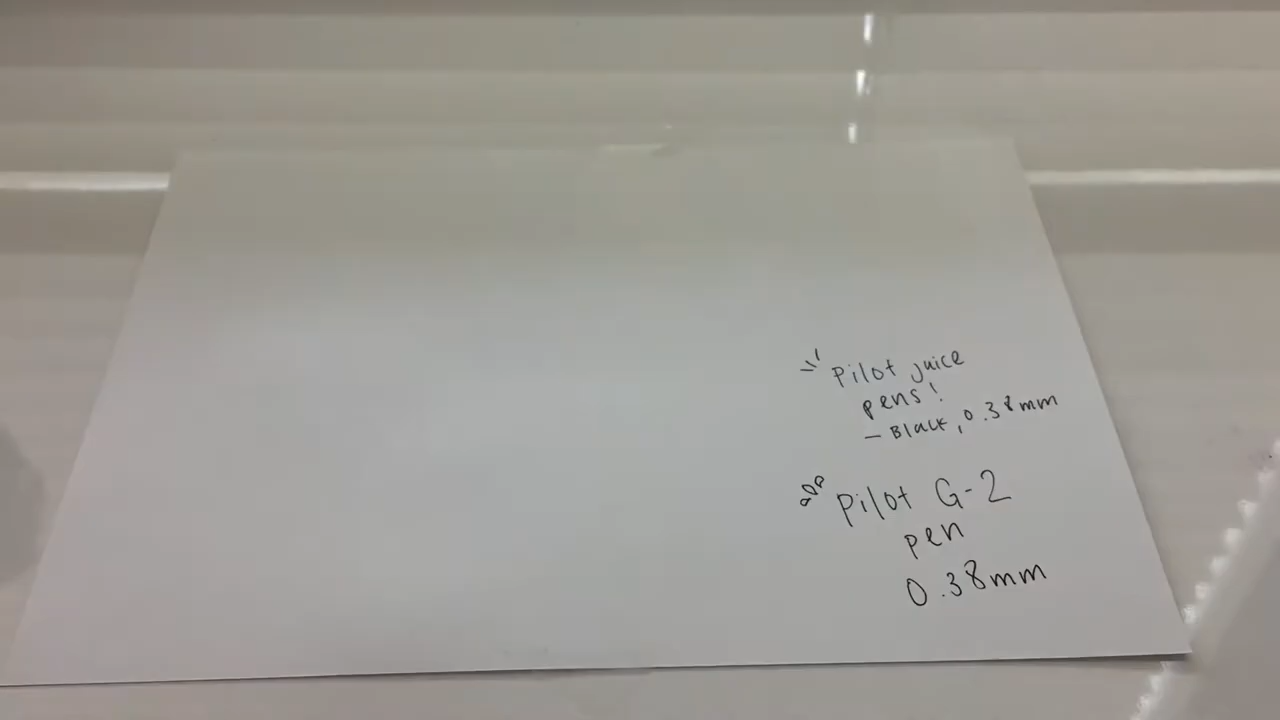 Pilot juice
pens!
- Black, 0.38mm
Pilot G-2
pen
0.38mm